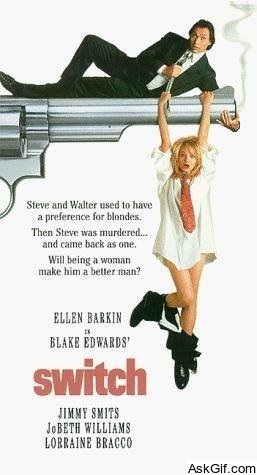 Steve and Walter used to have
a preference for blondes.
Then Steve was murdered...
and came back as one.
Will being a woman
make him a better man?
ELLEN BARKIN
IS
BLAKE EDWARDS'
switch
JIMMY SMITS
JoBETH WILLIAMS
LORRAINE BRACCO
AskGif.com